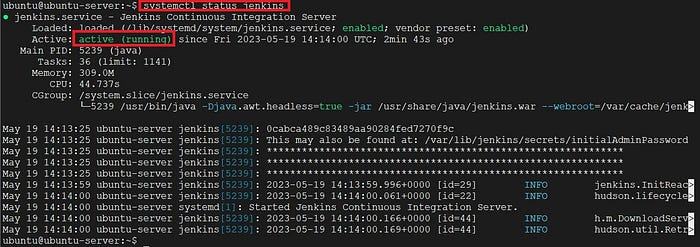 ubuntu@ubuntu-server:~$ systemctl status jenkins
● jenkins.service - Jenkins Continuous Integration Server
Loaded: loaded (/lib/systemd/system/jenkins.service; enabled; vendor preset: enabled)
Active: active (running) since Fri 2023-05-19 14:14:00 UTC; 2min 43s ago
Main PID: 5239 (java)
Tasks: 36 (limit: 1141)
Memory: 309.0M
CPU: 44.737s
CGroup: /system.slice/jenkins.service
└─5239 /usr/bin/java -Djava.awt.headless=true -jar /usr/share/java/jenkins.war --webroot=/var/cache/jenk>
May 19 14:13:25 ubuntu-server jenkins[5239]: 0cabca489c83489aa90284fed7270f9c
May 19 14:13:25 ubuntu-server jenkins[5239]: This may also be found at: /var/lib/jenkins/secrets/initialAdminPassword
May 19 14:13:25 ubuntu-server jenkins[5239]: *************************************************************
May 19 14:13:25 ubuntu-server jenkins[5239]: *************************************************************
May 19 14:13:25 ubuntu-server jenkins[5239]: *************************************************************
May 19 14:13:59 ubuntu-server jenkins[5239]: 2023-05-19 14:13:59.996+0000 [id=29] INFO jenkins.InitReac>
May 19 14:14:00 ubuntu-server jenkins[5239]: 2023-05-19 14:14:00.061+0000 [id=22] INFO hudson.lifecycle>
May 19 14:14:00 ubuntu-server systemd[1]: Started Jenkins Continuous Integration Server.
May 19 14:14:00 ubuntu-server jenkins[5239]: 2023-05-19 14:14:00.166+0000 [id=44] INFO h.m.DownloadServ>
May 19 14:14:00 ubuntu-server jenkins[5239]: 2023-05-19 14:14:00.169+0000 [id=44] INFO hudson.util.Retr>
ubuntu@ubuntu-server:~$